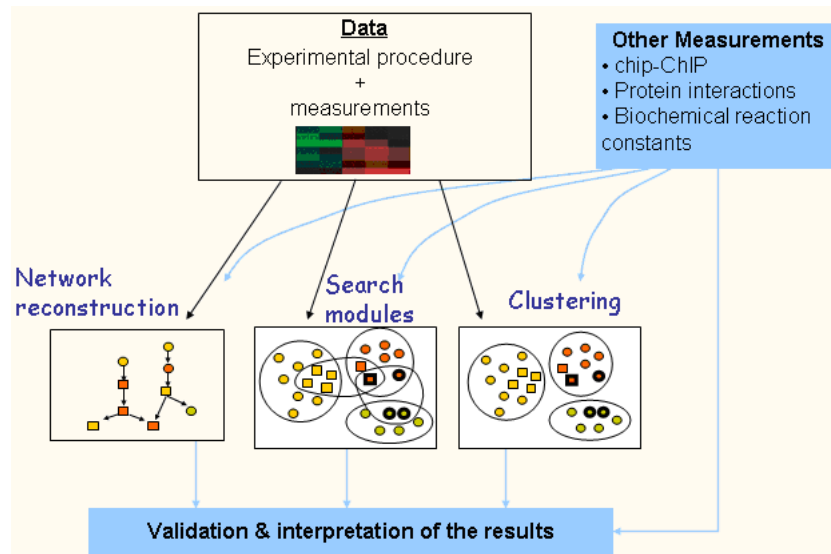 Data
Experimental procedure
+
measurements
Other Measurements
• chip-ChIP
• Protein interactions
• Biochemical reaction
constants
Network
reconstruction
Search
modules
Clustering
Validation & interpretation of the results